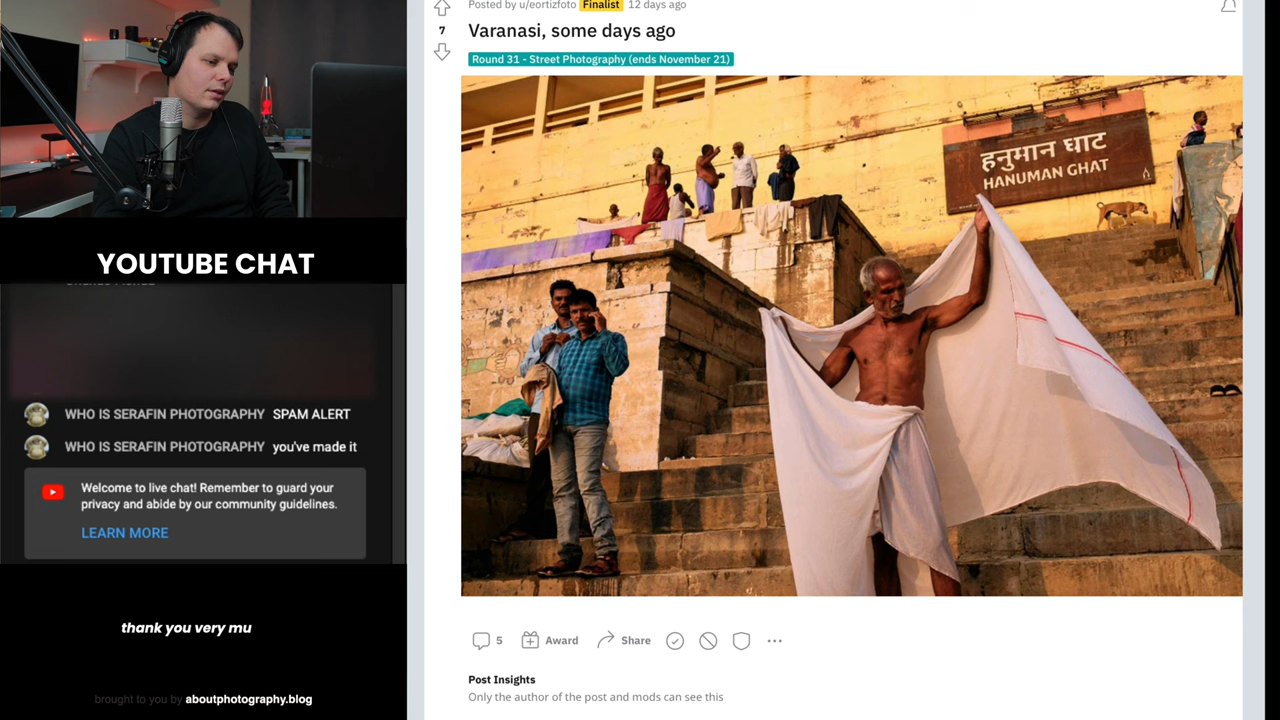 YOUTUBE CHAT
WHO IS SERAFIN PHOTOGRAPHY SPAM ALERT
WHO IS SERAFIN PHOTOGRAPHY you've made it
Welcome to live chat! Remember to guard your
privacy and abide by our community guidelines.
LEARN MORE
thank you very mu
brought to you by aboutphotography.blog
Posted by u/eortizfoto Finalist 12 days ago
7
Varanasi, some days ago
Round 31 - Street Photography (ends November 21)
हनुमान घाट
HANUMAN GHAT
5 Award Share
Post Insights
Only the author of the post and mods can see this